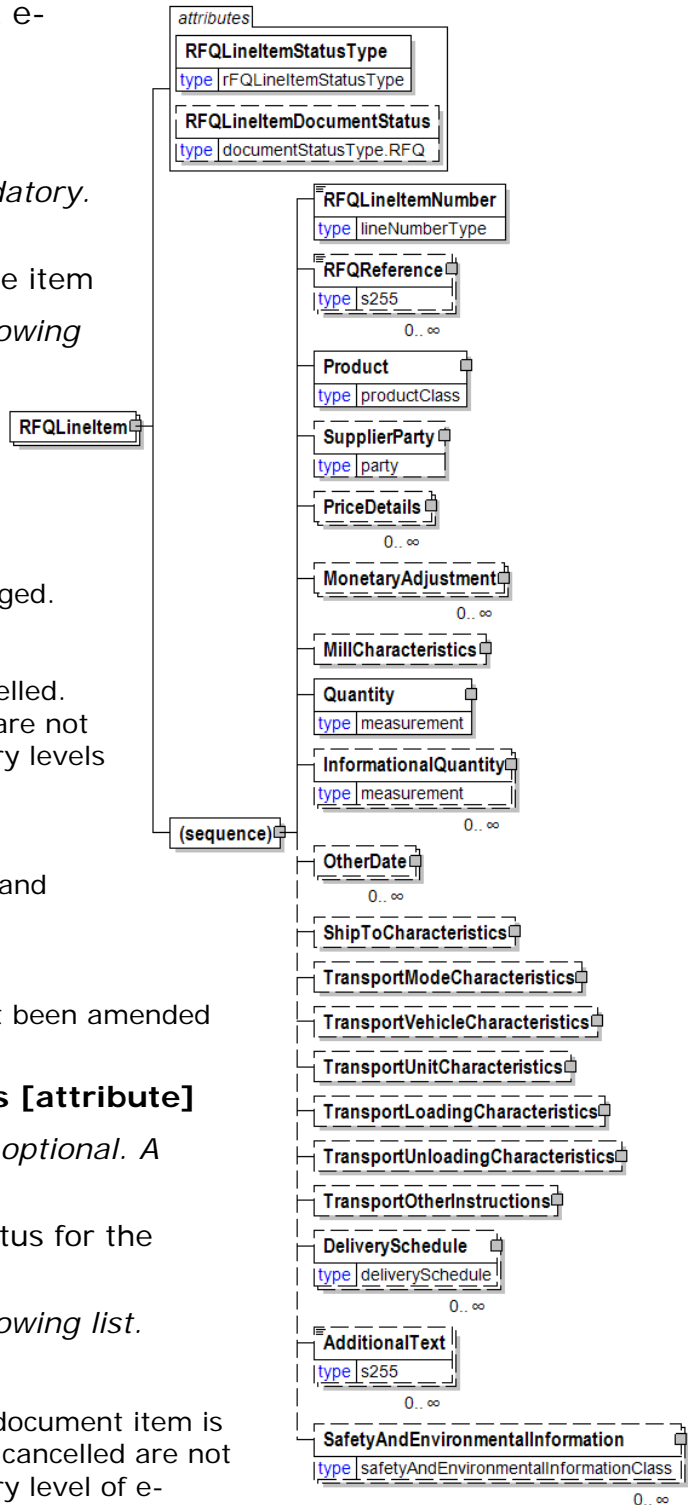 e-
datory.
e item
owing
ged.
elled.
are not
ry levels
and
t been amended
s [attribute]
optional. A
tus for the
owing list.
document item is
cancelled are not
ry level of e-
RFQLineItem
attributes
RFQLineItemStatusType
type rFQLineItemStatusType
RFQLineItemDocumentStatus
type documentStatusType.RFQ
(sequence)
RFQLineItemNumber
type lineNumberType
RFQReference
type s255
0.. ∞
Product
type productClass
SupplierParty
type party
PriceDetails
0.. ∞
MonetaryAdjustment
0.. ∞
MillCharacteristics
Quantity
type measurement
InformationalQuantity
type measurement
0.. ∞
OtherDate
0.. ∞
ShipToCharacteristics
TransportModeCharacteristics
TransportVehicleCharacteristics
TransportUnitCharacteristics
TransportLoadingCharacteristics
TransportUnloadingCharacteristics
TransportOtherInstructions
DeliverySchedule
type deliverySchedule
0.. ∞
AdditionalText
type s255
0.. ∞
SafetyAndEnvironmentalInformation
type safetyAndEnvironmentalInformationClass
0.. ∞